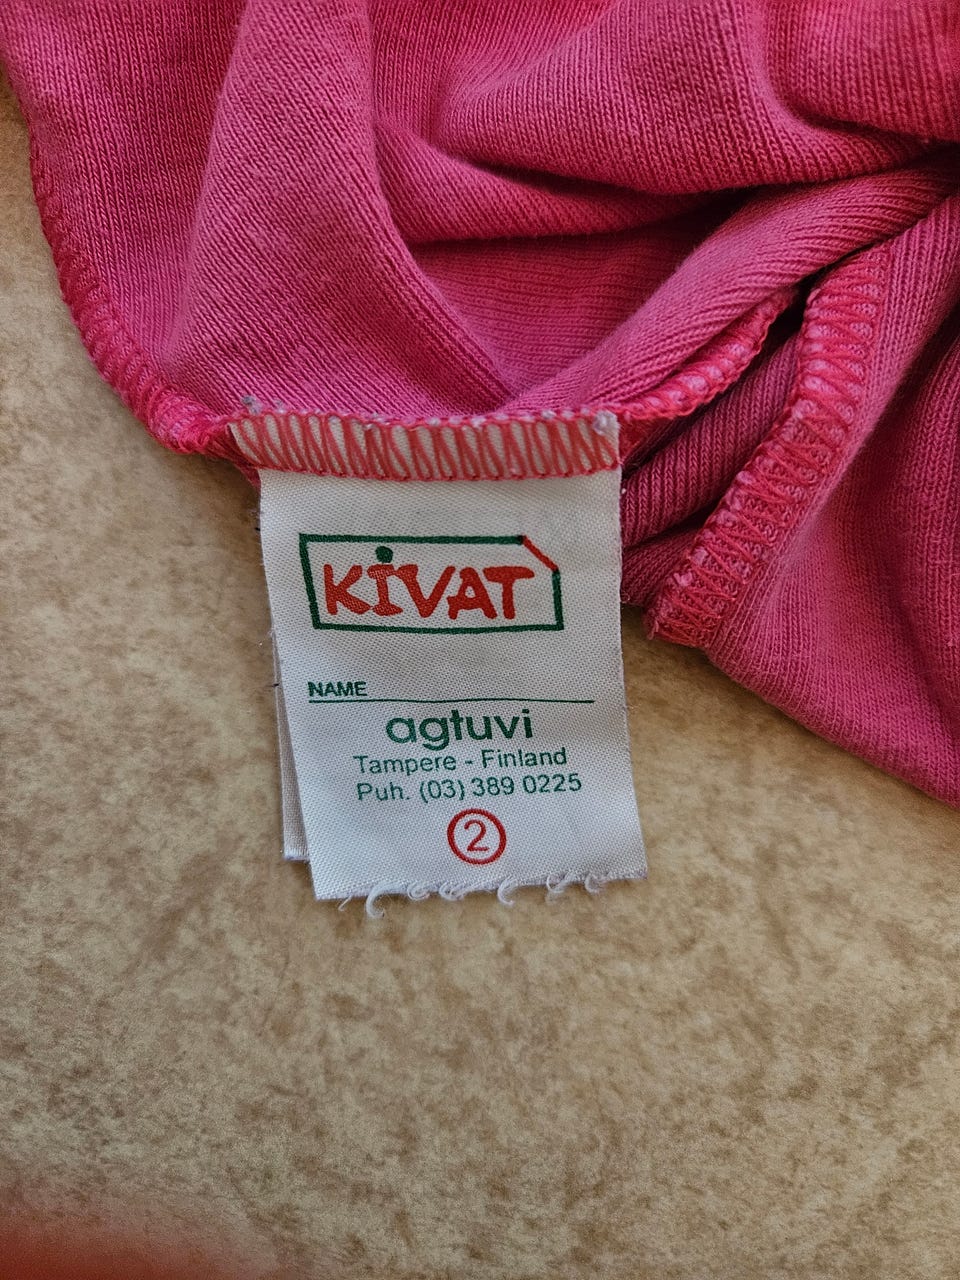 KiVAT
NAME
agtuvi
Tampere - Finland
Puh. (03) 389 0225
2